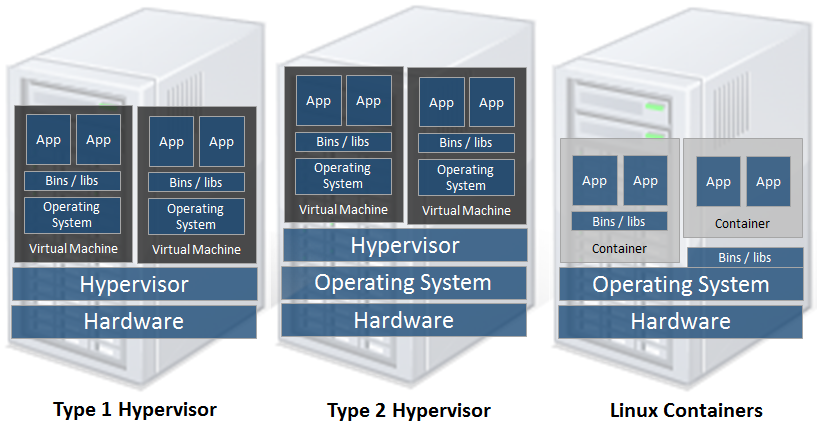 App
App
Bins / libs
Operating
System
Virtual Machine
App
App
Bins / libs
Operating
System
Virtual Machine
Hypervisor
Hardware
Type 1 Hypervisor
App
App
Bins / libs
Operating
System
Virtual Machine
App
App
Bins / libs
Operating
System
Virtual Machine
Hypervisor
Operating System
Hardware
Type 2 Hypervisor
App
App
Bins / libs
Container
App
App
Container
Bins / libs
Operating System
Hardware
Linux Containers